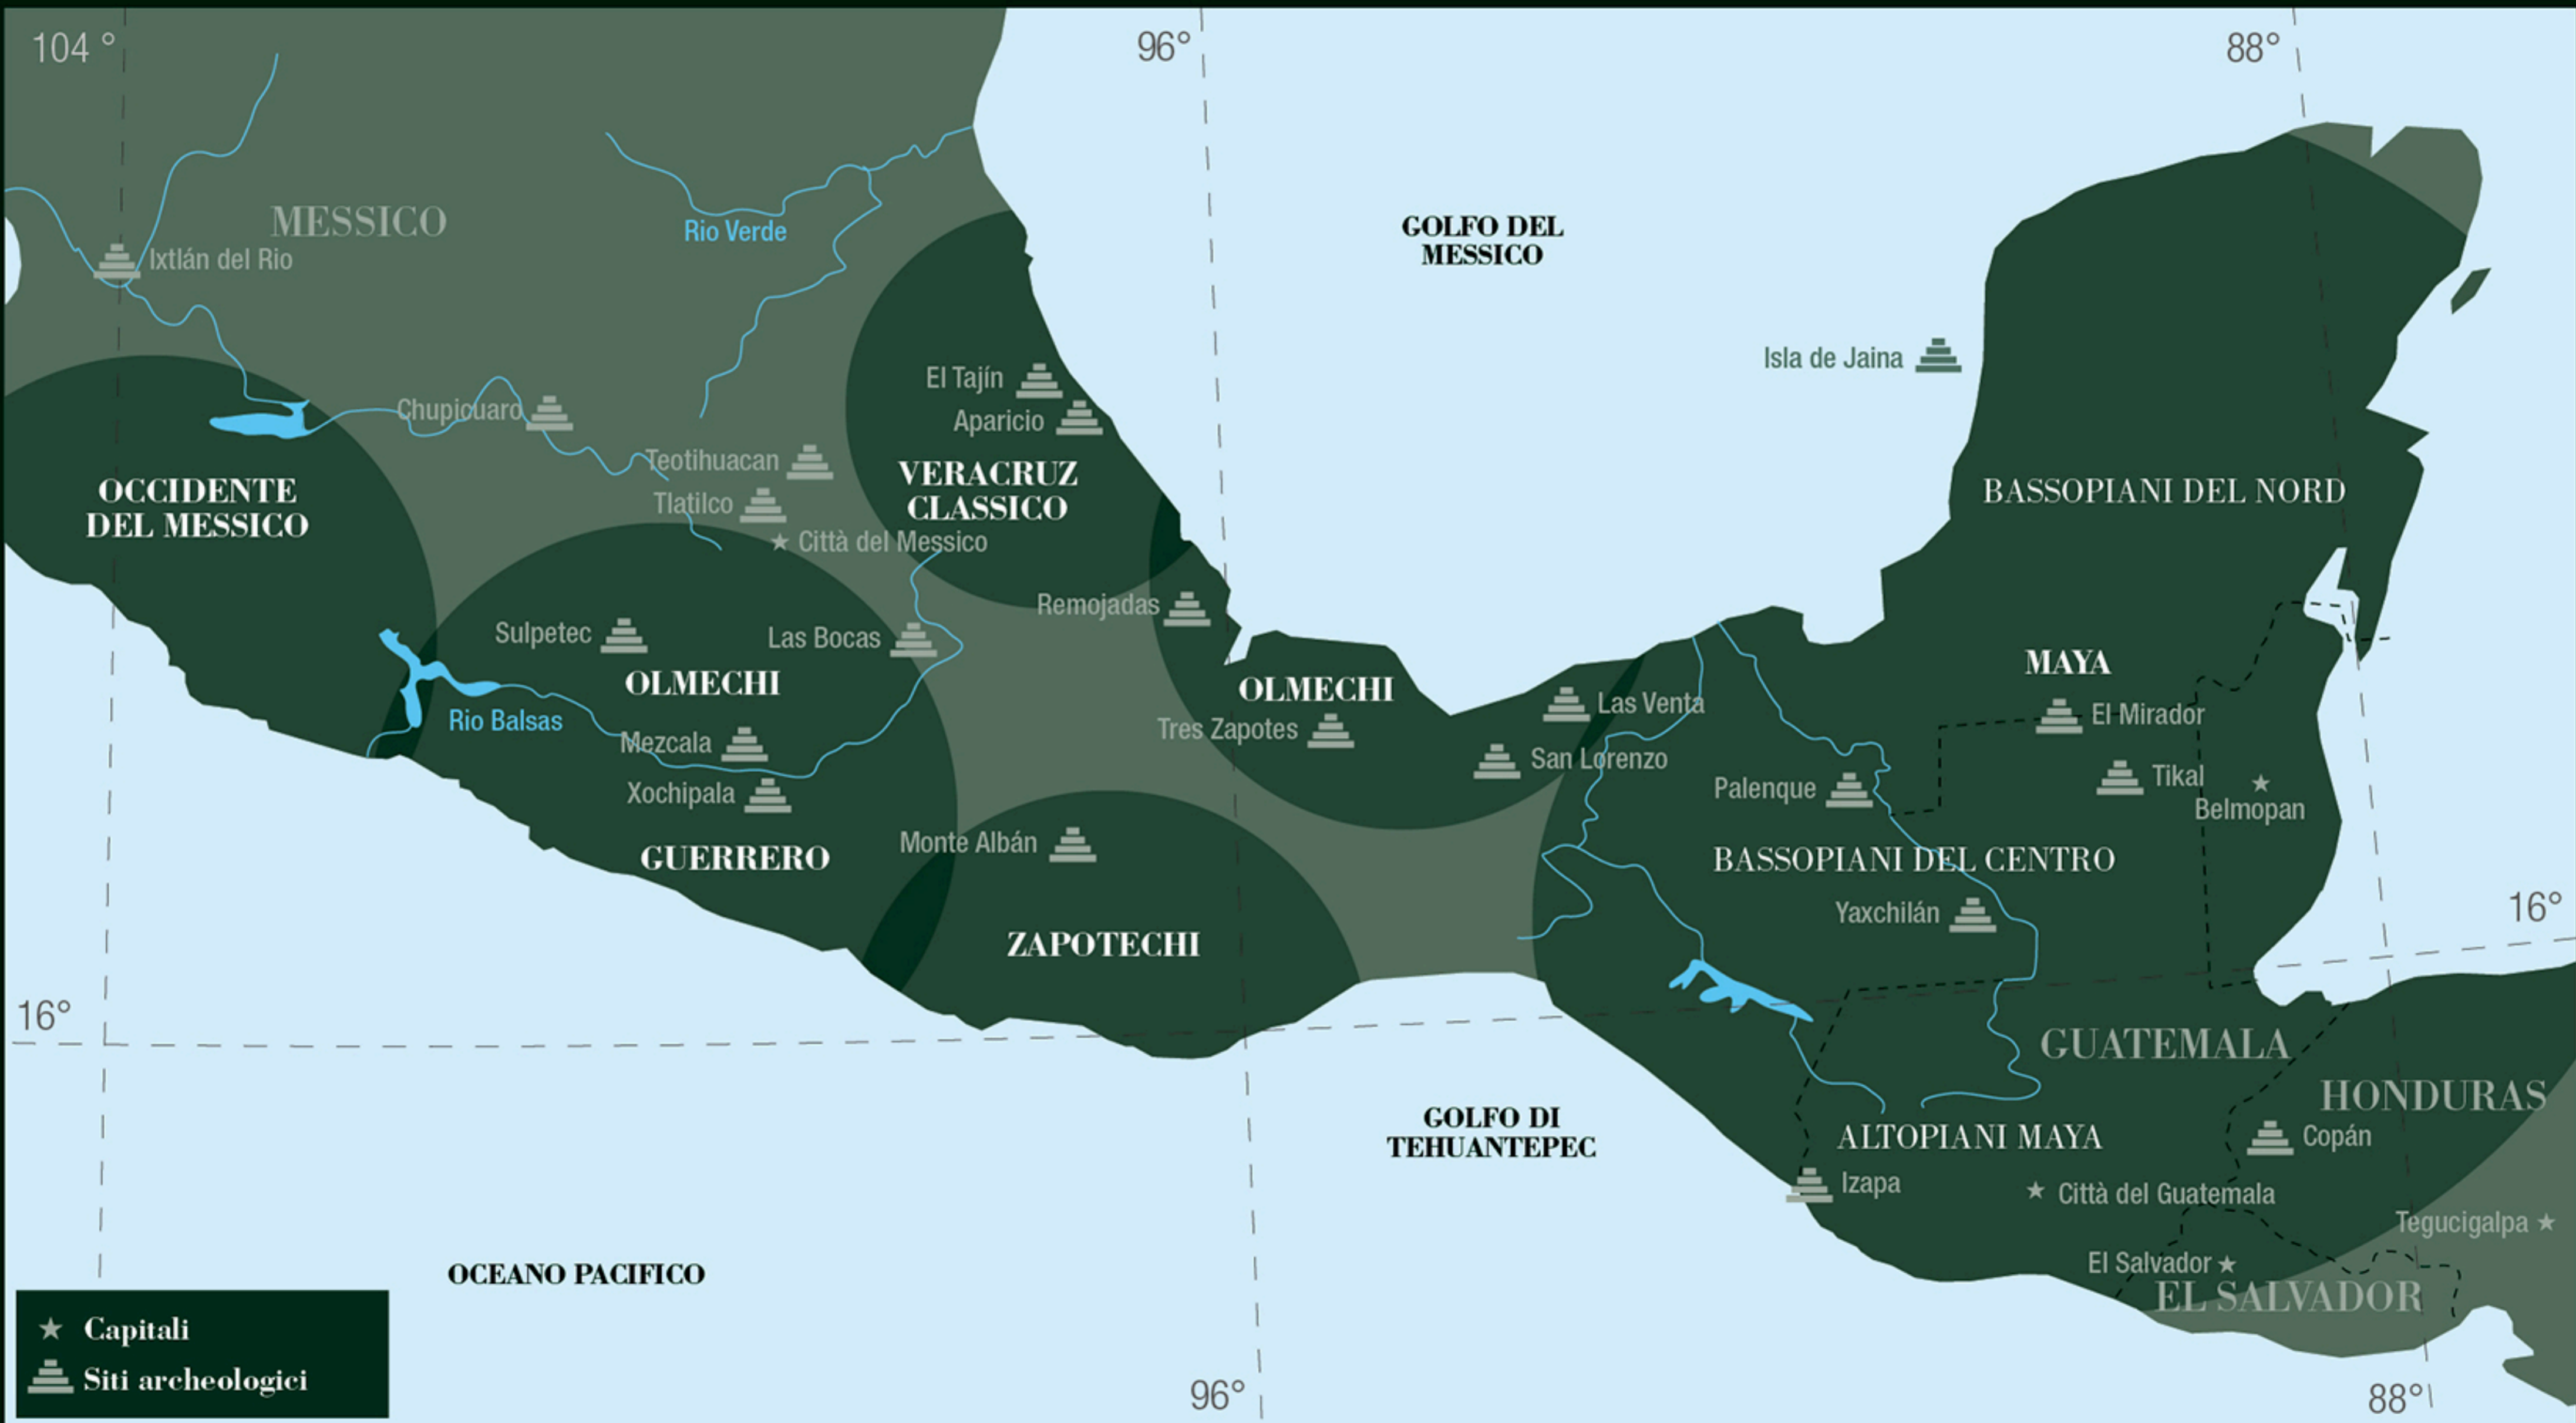 104 °
96°
88°
MESSICO
Rio Verde
GOLFO DEL
MESSICO
Ixtlán del Rio
Isla de Jaina
El Tajín
Aparicio
Chupicuaro
Teotihuacan
VERACRUZ
CLASSICO
Tlatilco
OCCIDENTE
DEL MESSICO
BASSOPIANI DEL NORD
Città del Messico
Remojadas
Sulpetec
Las Bocas
OLMECHI
OLMECHI
MAYA
Las Venta
El Mirador
Rio Balsas
Tres Zapotes
Mezcala
San Lorenzo
Palenque
Tikal
Xochipala
Belmopan
Monte Albán
GUERRERO
BASSOPIANI DEL CENTRO
Yaxchilán
16°
ZAPOTECHI
16°
GUATEMALA
HONDURAS
GOLFO DI
TEHUANTEPEC
ALTOPIANI MAYA
Copán
Izapa
Città del Guatemala
Tegucigalpa
OCEANO PACIFICO
El Salvador
EL SALVADOR
Capitali
Siti archeologici
96°
88°